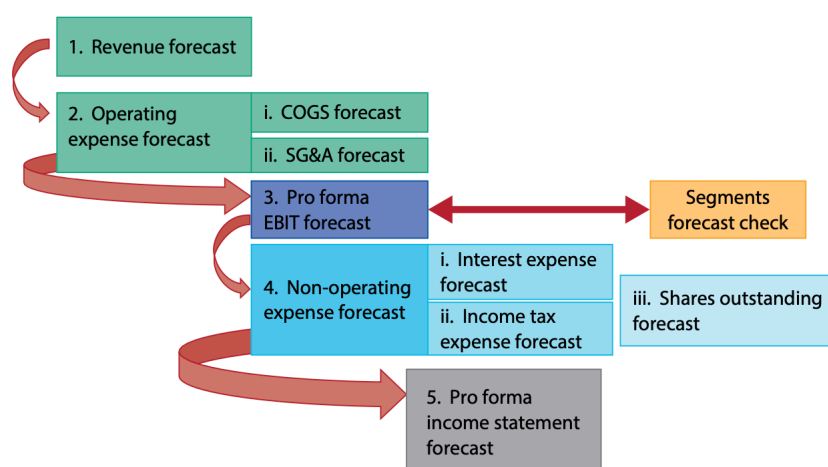 1. Revenue forecast
2. Operating
expense forecast
i. COGS forecast
ii. SG&A forecast
3. Pro forma
EBIT forecast
Segments
forecast check
4. Non-operating
expense forecast
i. Interest expense
forecast
ii. Income tax
expense forecast
iii. Shares outstanding
forecast
5. Pro forma
income statement
forecast